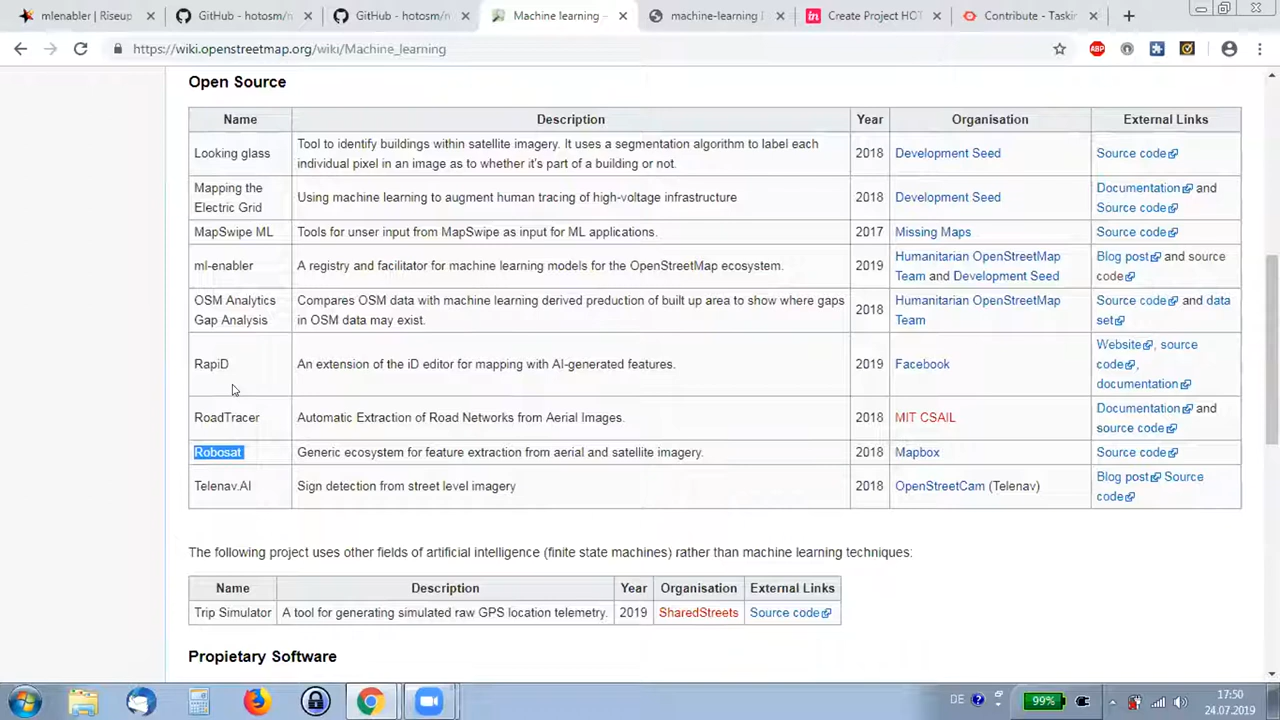 mlenabler | Riseup
GitHub - hotosm/n
GitHub - hotosm/n
Machine learning –
machine-learning
Create Project HOT
Contribute - Taskin
https://wiki.openstreetmap.org/wiki/Machine_learning
ABP
Open Source
Name Description Year Organisation External Links
Looking glass
Tool to identify buildings within satellite imagery. It uses a segmentation algorithm to label each
individual pixel in an image as to whether it's part of a building or not.
2018 Development Seed Source code
Mapping the
Electric Grid
Using machine learning to augment human tracing of high-voltage infrastructure
2018 Development Seed
Documentation and
Source code
MapSwipe ML Tools for unser input from MapSwipe as input for ML applications. 2017 Missing Maps Source code
ml-enabler A registry and facilitator for machine learning models for the OpenStreetMap ecosystem. 2019
Humanitarian OpenStreetMap
Team and Development Seed
Blog post and source
code
OSM Analytics
Gap Analysis
Compares OSM data with machine learning derived production of built up area to show where gaps
in OSM data may exist.
2018
Humanitarian OpenStreetMap
Team
Source code and data
set
RapiD An extension of the iD editor for mapping with AI-generated features. 2019 Facebook
Website, source
code,
documentation
RoadTracer Automatic Extraction of Road Networks from Aerial Images. 2018 MIT CSAIL
Documentation and
source code
Robosat Generic ecosystem for feature extraction from aerial and satellite imagery. 2018 Mapbox Source code
Telenav.AI Sign detection from street level imagery 2018 OpenStreetCam (Telenav)
Blog post Source
code
The following project uses other fields of artificial intelligence (finite state machines) rather than machine learning techniques:
Name Description Year Organisation External Links
Trip Simulator A tool for generating simulated raw GPS location telemetry. 2019 SharedStreets Source code
Propietary Software
DE
99%
17:50
24.07.2019